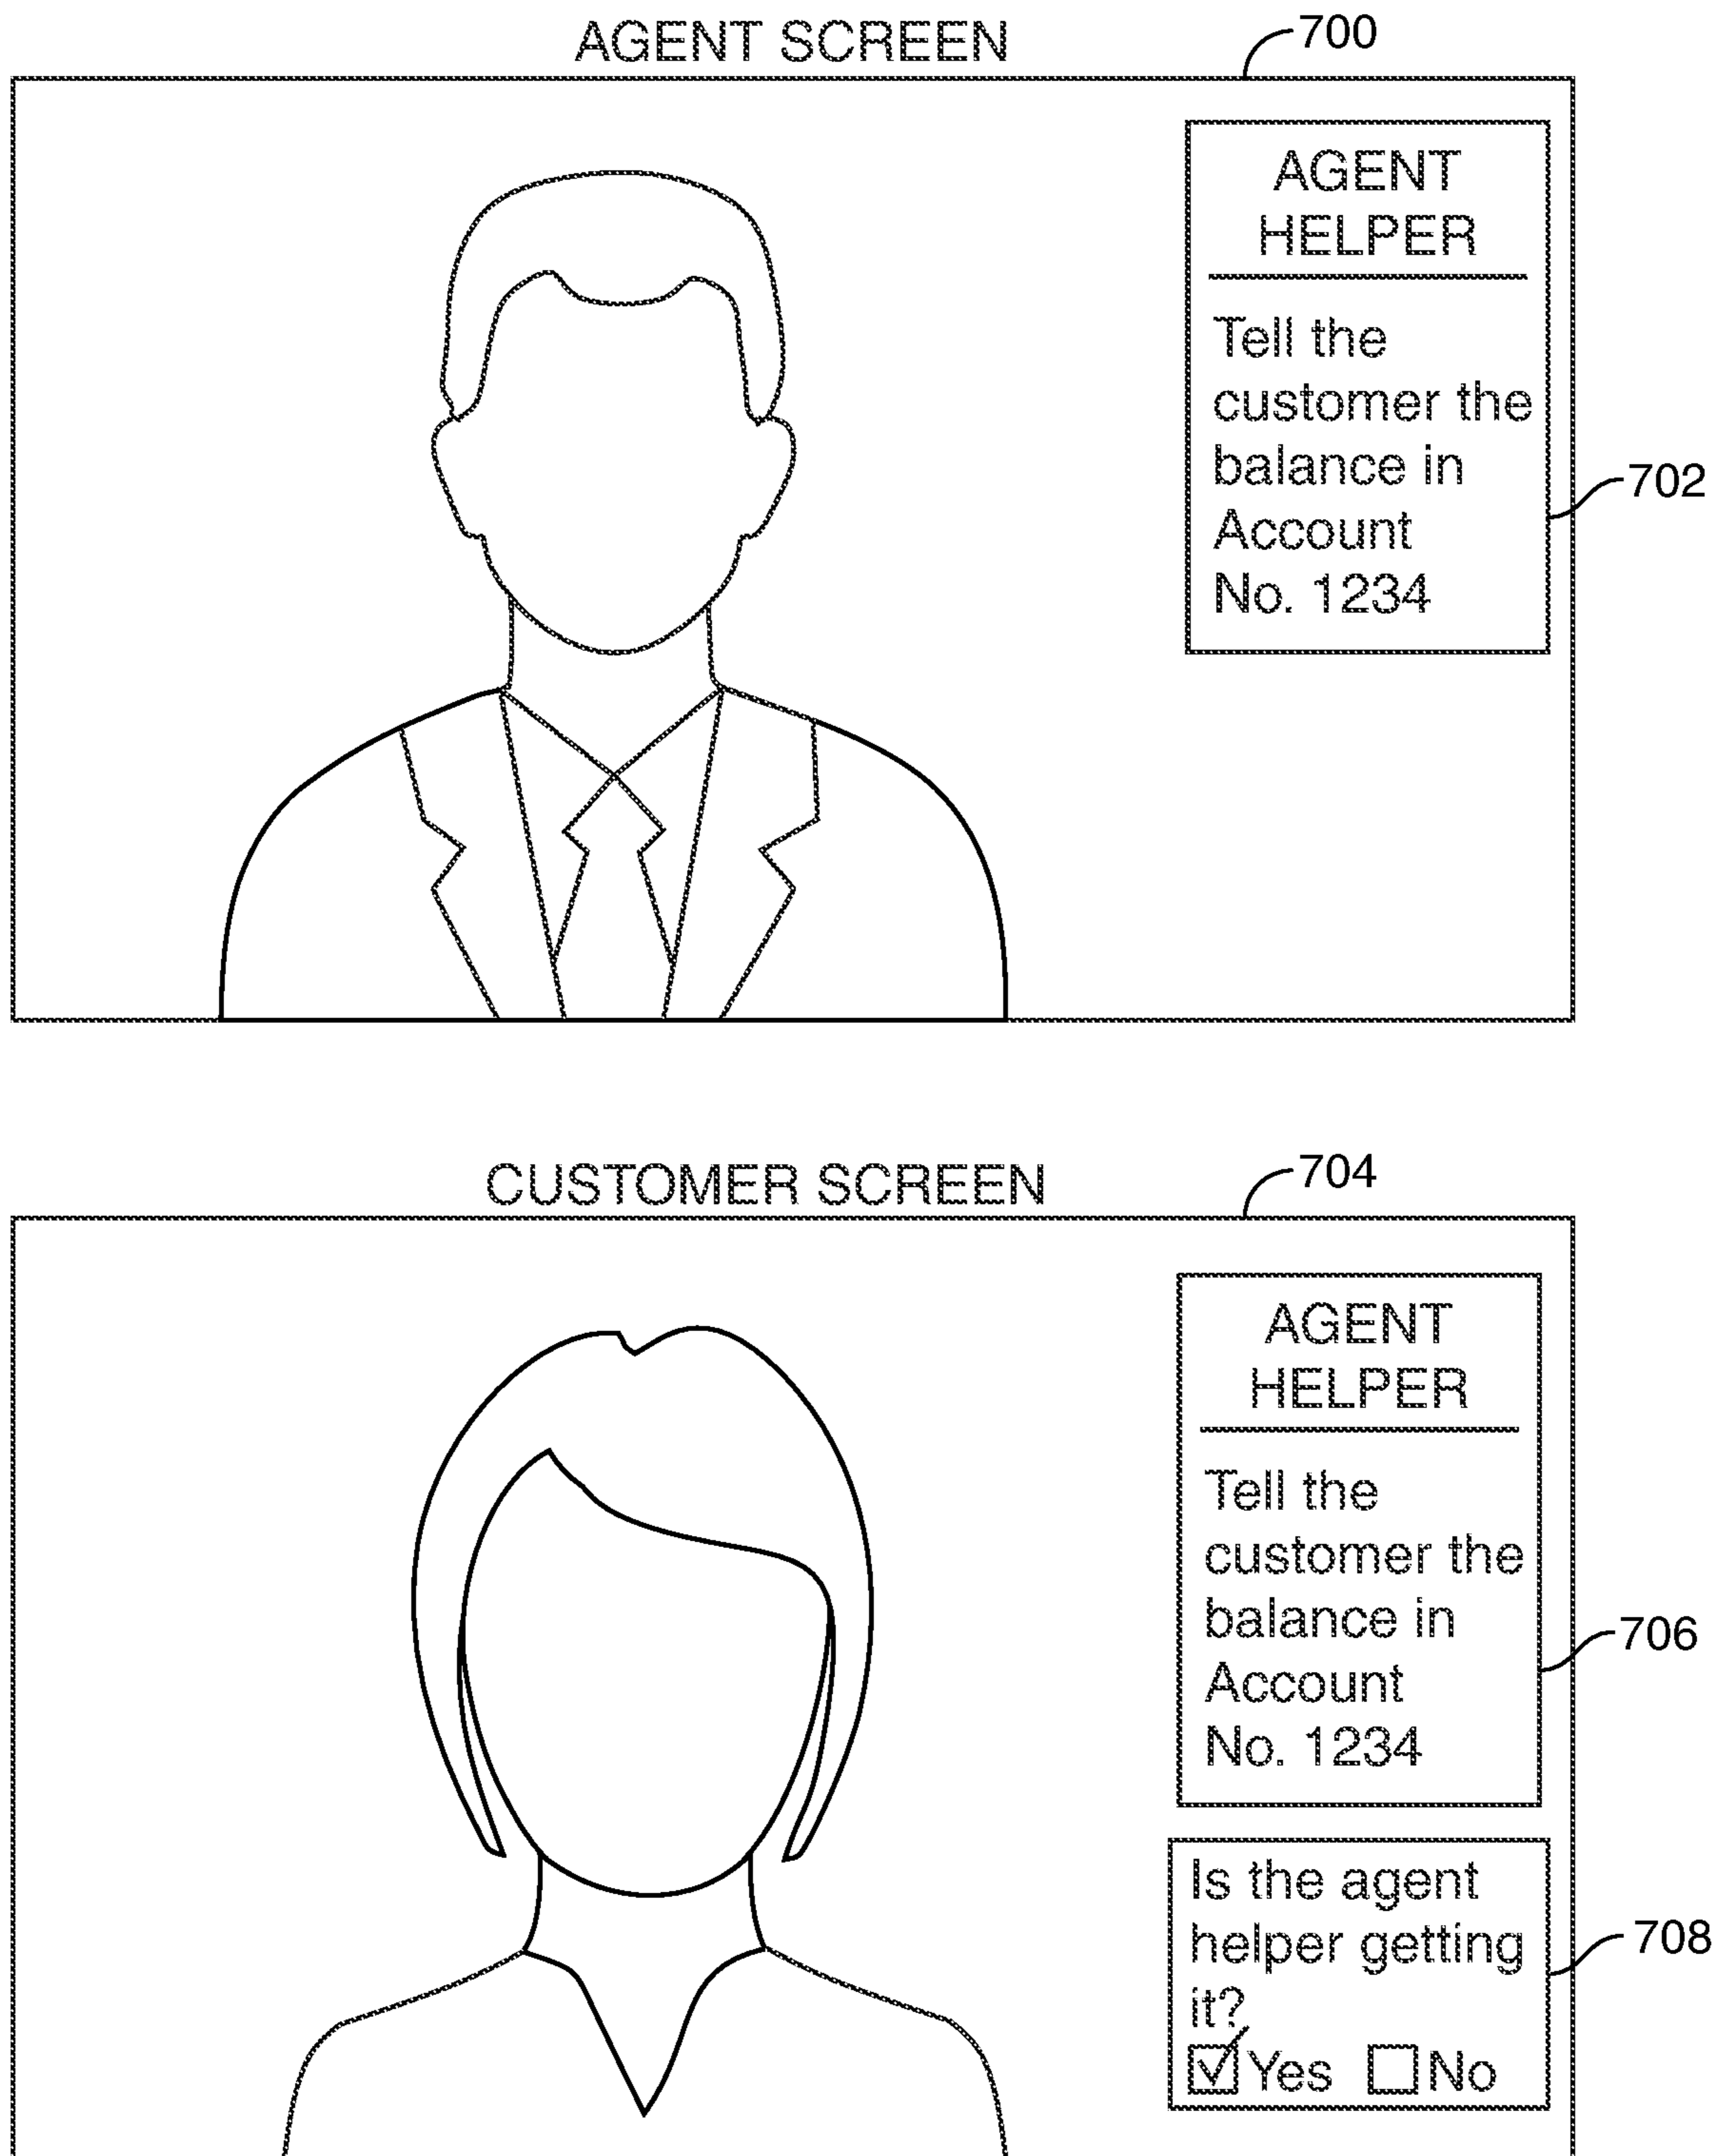 AGENT SCREEN
700
AGENT
HELPER
Tell the
customer the
balance in
Account
No. 1234
702
CUSTOMER SCREEN
704
AGENT
HELPER
Tell the
customer the
balance in
Account
No. 1234
706
Is the agent
helper getting
it?
Yes No
708